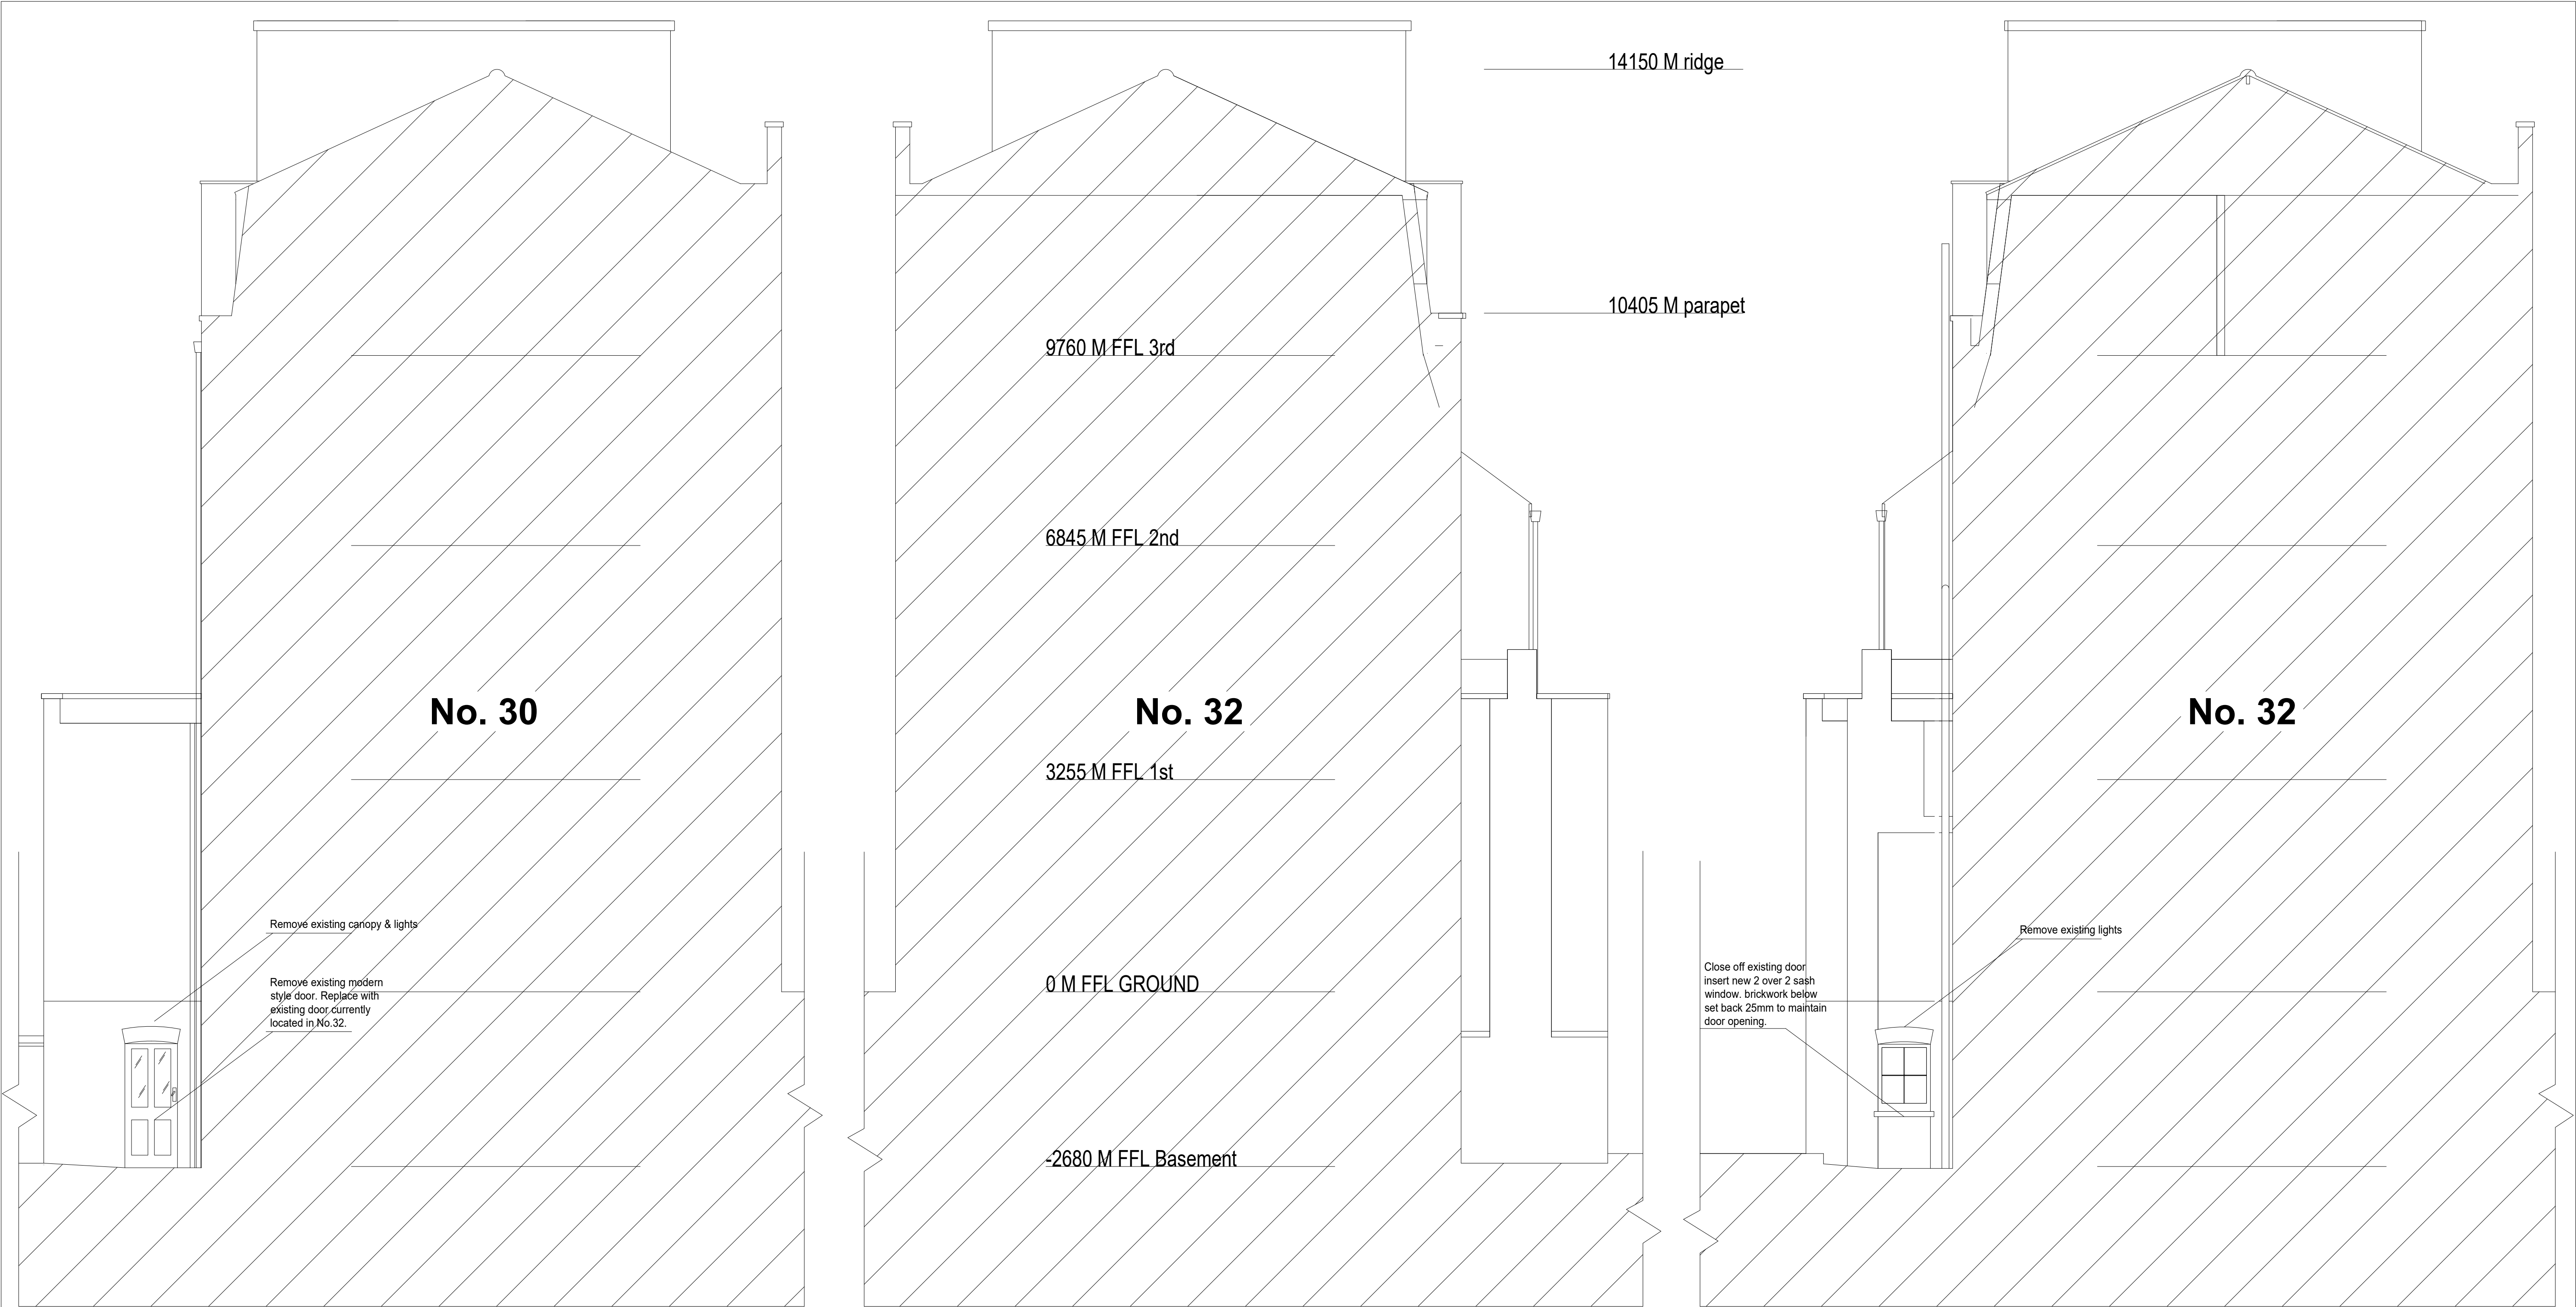 14150 M ridge
10405 M parapet
9760 M FFL 3rd
6845 M FFL 2nd
No. 30
No. 32
No. 32
3255 M FFL 1st
Remove existing canopy & lights
Remove existing modern
style door. Replace with
existing door currently
located in No.32.
0 M FFL GROUND
-2680 M FFL Basement
Close off existing door
insert new 2 over 2 sash
window. brickwork below
set back 25mm to maintain
door opening.
Remove existing lights